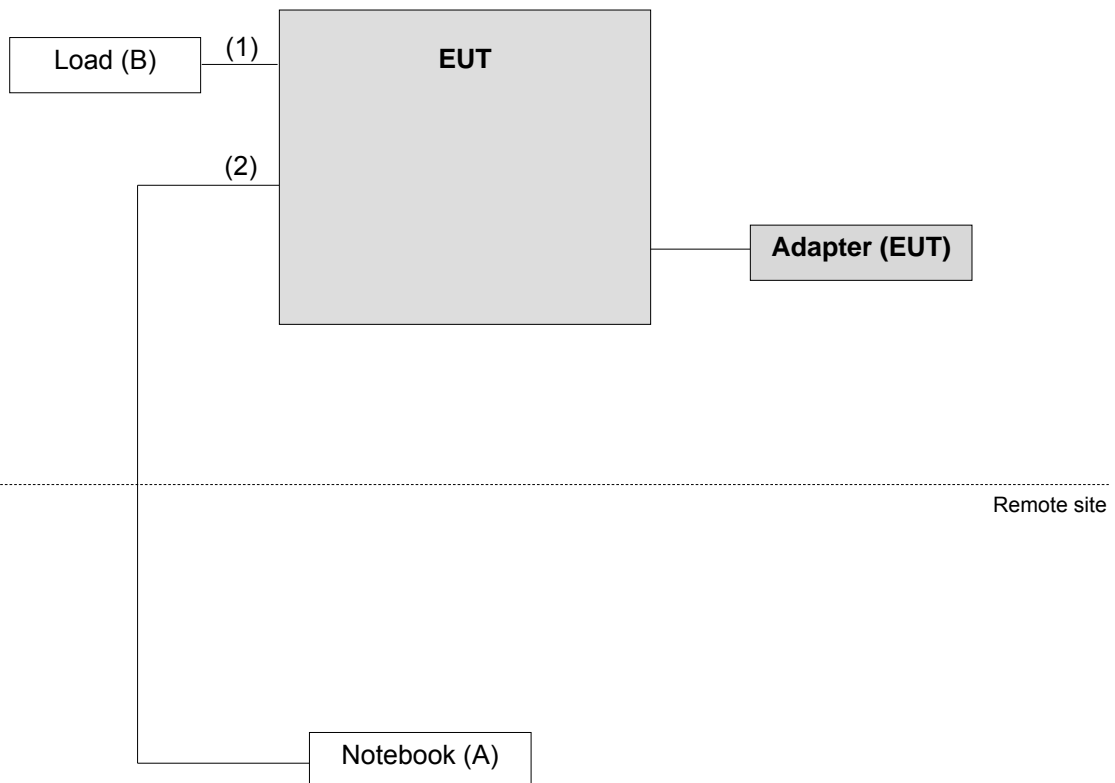 Load (B)
(1)
EUT
(2)
Adapter (EUT)
Remote site
Notebook (A)